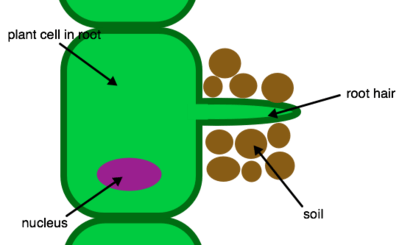 plant cell in root
root hair
soil
nucleus